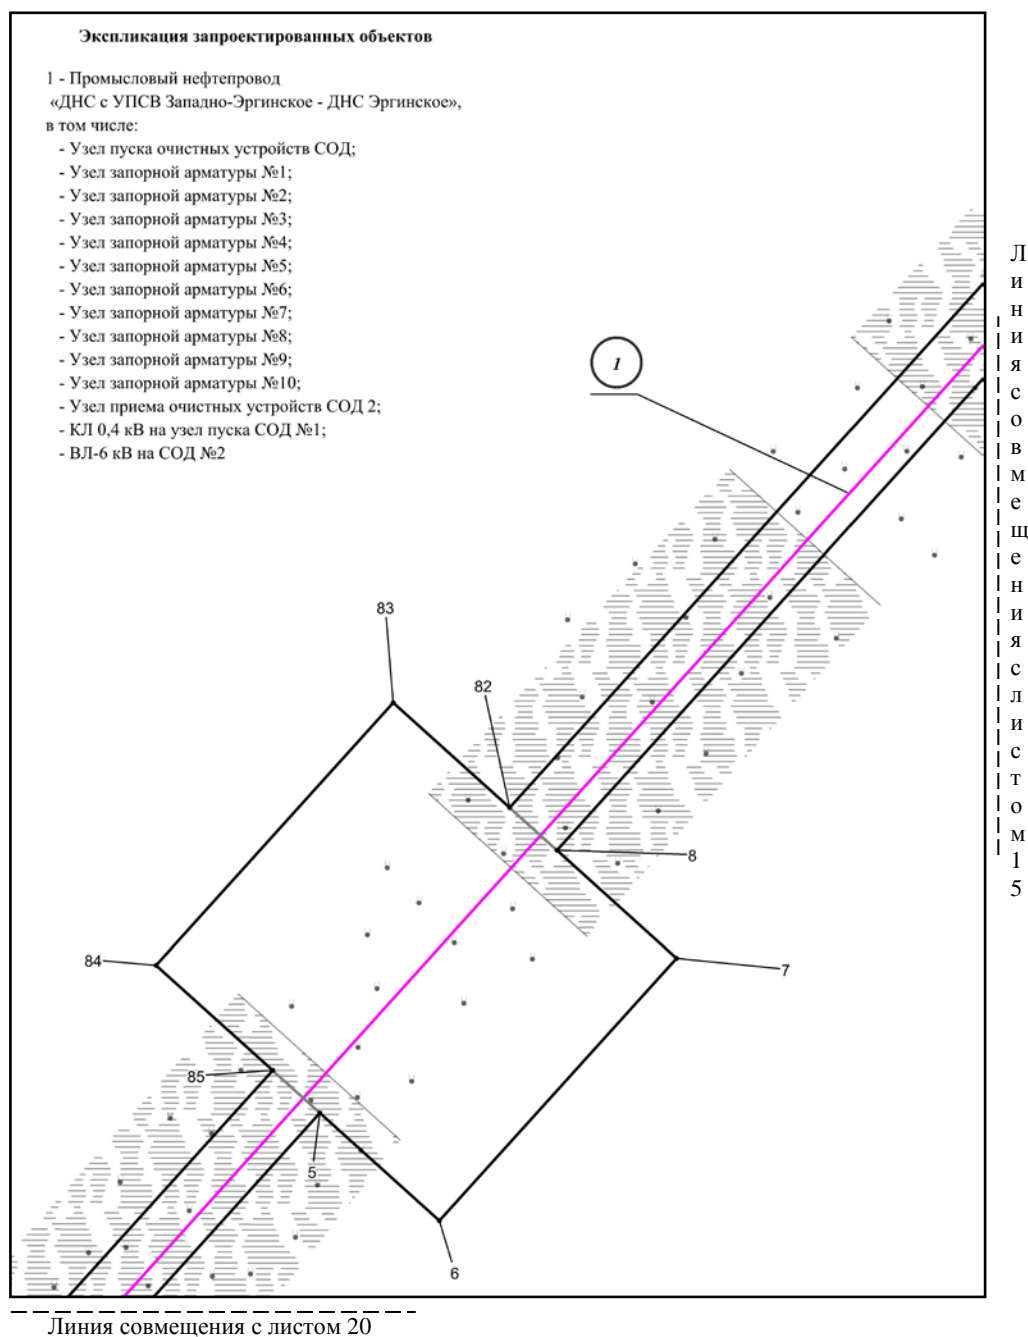 Экспликация запроектированных объектов
1 - Промысловый нефтепровод
«ДНС с УПСВ Западно-Эргинское - ДНС Эргинское»,
в том числе:
- Узел пуска очистных устройств СОД;
- Узел запорной арматуры №1;
- Узел запорной арматуры №2;
- Узел запорной арматуры №3;
- Узел запорной арматуры №4;
- Узел запорной арматуры №5;
- Узел запорной арматуры №6;
- Узел запорной арматуры №7;
- Узел запорной арматуры №8;
- Узел запорной арматуры №9;
- Узел запорной арматуры №10;
- Узел приема очистных устройств СОД 2;
- КЛ 0,4 кВ на узел пуска СОД №1;
- ВЛ-6 кВ на СОД №2
1
83
82
8
84
7
85
5
6
Линия совмещения с листом 15
Линия совмещения с листом 20